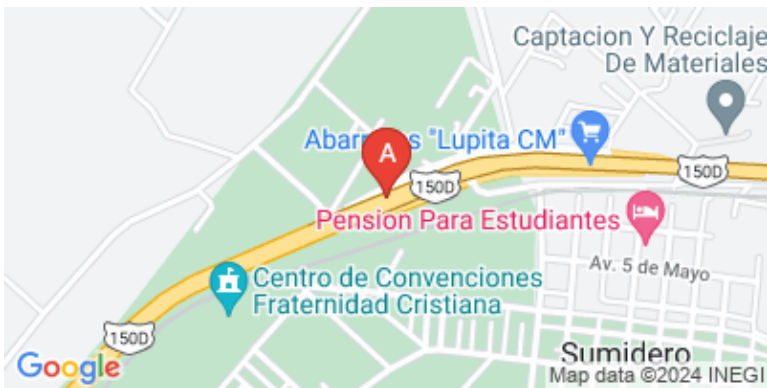 Captacion Y Reciclaje
De Materiales
"Lupita CM"
A
150D
150D
Pension Para Estudiantes
Av. 5 de Mayo
Centro de Convenciones
Fraternidad Cristiana
150D
Sumidero
Google
Map data ©2024 INEGI